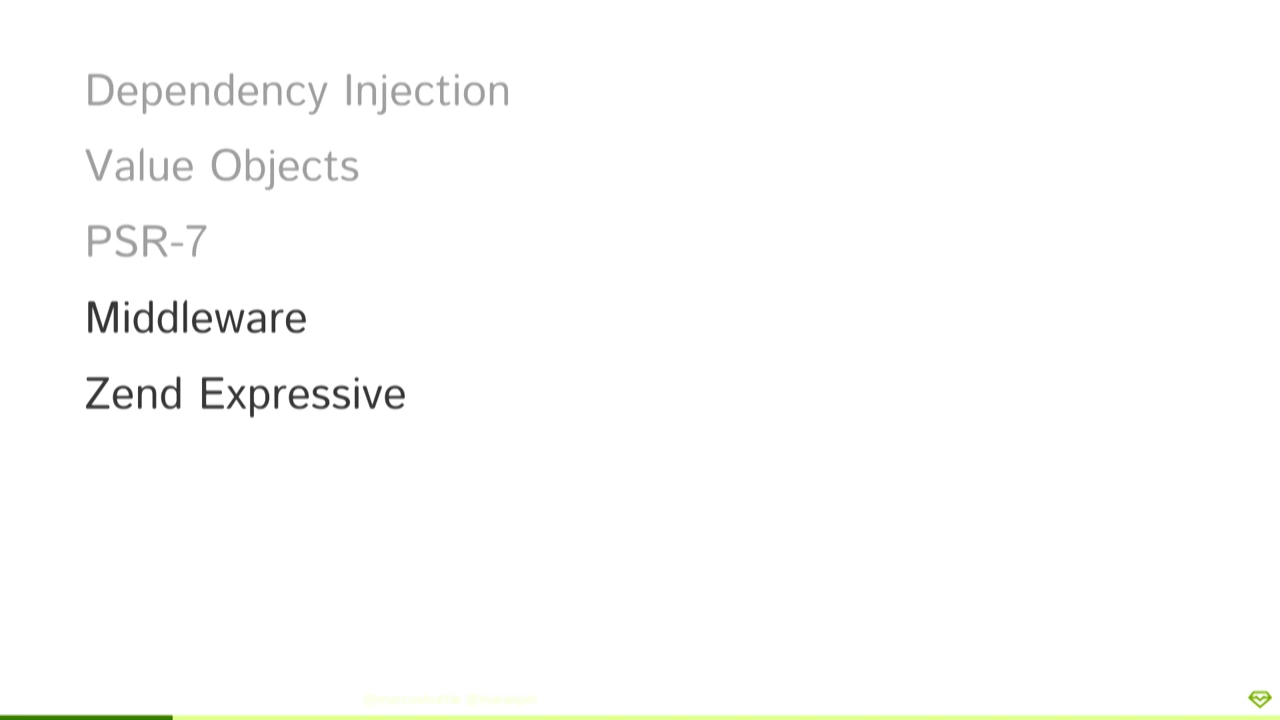 Dependency Injection
Value Objects
PSR-7
Middleware
Zend Expressive